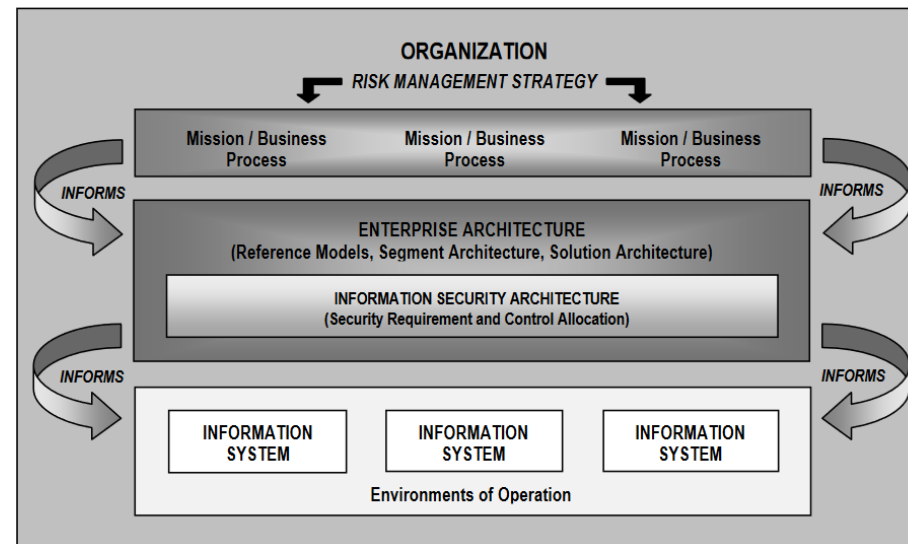 ORGANIZATION
RISK MANAGEMENT STRATEGY
Mission / Business
Process
Mission / Business
Process
Mission / Business
Process
INFORMS
INFORMS
ENTERPRISE ARCHITECTURE
(Reference Models, Segment Architecture, Solution Architecture)
INFORMATION SECURITY ARCHITECTURE
(Security Requirement and Control Allocation)
INFORMS
INFORMS
INFORMATION
SYSTEM
INFORMATION
SYSTEM
INFORMATION
SYSTEM
Environments of Operation